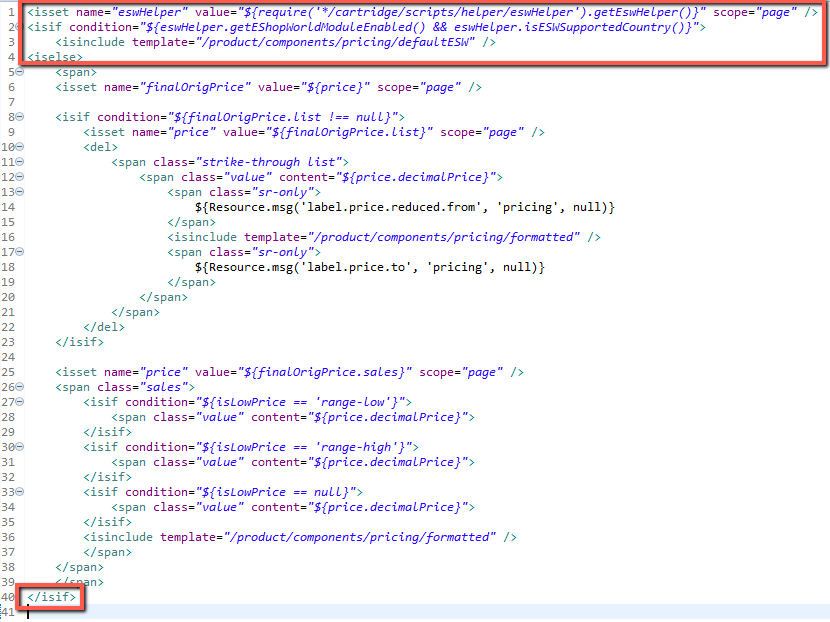 1 <isset name="eswHelper" value="${require('*/cartridge/scripts/helper/eswHelper').getEswHelper()}" scope="page" />
2 <isif condition="${eswHelper.getEShopWorldModuleEnabled() && eswHelper.isESWSupportedCountry()}">
3     <isinclude template="/product/components/pricing/defaultESW" />
4 <iselse>
5     <span>
6     <isset name="finalOrigPrice" value="${price}" scope="page" />
7
8     <isif condition="${finalOrigPrice.list !== null}">
9         <isset name="price" value="${finalOrigPrice.list}" scope="page" />
10         <del>
11             <span class="strike-through list">
12                 <span class="value" content="${price.decimalPrice}">
13                     <span class="sr-only">
14                         ${Resource.msg('label.price.reduced.from', 'pricing', null)}
15                     </span>
16                     <isinclude template="/product/components/pricing/formatted" />
17                     <span class="sr-only">
18                         ${Resource.msg('label.price.to', 'pricing', null)}
19                     </span>
20                 </span>
21             </span>
22         </del>
23     </isif>
24
25     <isset name="price" value="${finalOrigPrice.sales}" scope="page" />
26     <span class="sales">
27         <isif condition="${isLowPrice == 'range-low'}">
28             <span class="value" content="${price.decimalPrice}">
29         </isif>
30         <isif condition="${isLowPrice == 'range-high'}">
31             <span class="value" content="${price.decimalPrice}">
32         </isif>
33         <isif condition="${isLowPrice == null}">
34             <span class="value" content="${price.decimalPrice}">
35         </isif>
36         <isinclude template="/product/components/pricing/formatted" />
37         </span>
38     </span>
39     </span>
40 </isif>
41